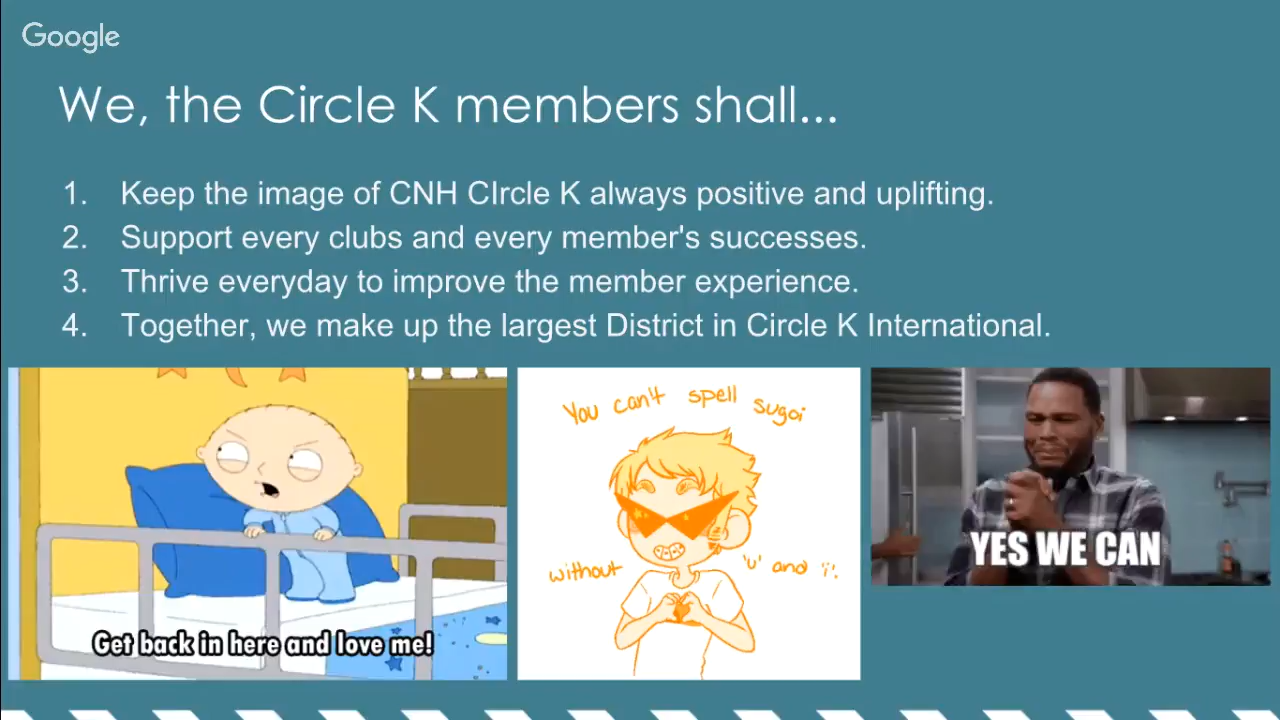 Google
We, the Circle K members shall...
1. Keep the image of CNH CIrcle K always positive and uplifting.
2. Support every clubs and every member's successes.
3. Thrive everyday to improve the member experience.
4. Together, we make up the largest District in Circle K International.
Get back in here and love me!
You can't spell sugoi
without 'u' and 'i'.
YES WE CAN